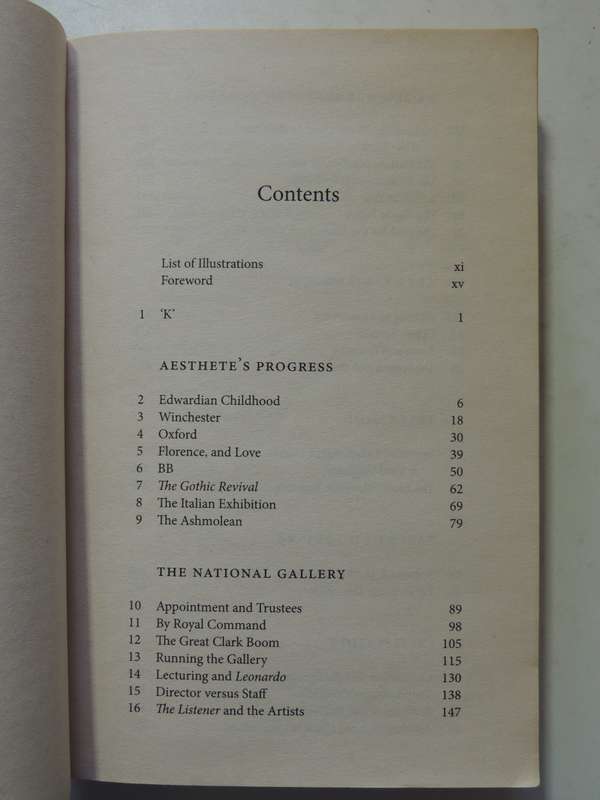 Contents
List of Illustrations xi
Foreword xv
1 ‘K’ 1
AESTHETE’S PROGRESS
2 Edwardian Childhood 6
3 Winchester 18
4 Oxford 30
5 Florence, and Love 39
6 BB 50
7 The Gothic Revival 62
8 The Italian Exhibition 69
9 The Ashmolean 79
THE NATIONAL GALLERY
10 Appointment and Trustees 89
11 By Royal Command 98
12 The Great Clark Boom 105
13 Running the Gallery 115
14 Lecturing and Leonardo 130
15 Director versus Staff 138
16 The Listener and the Artists 147